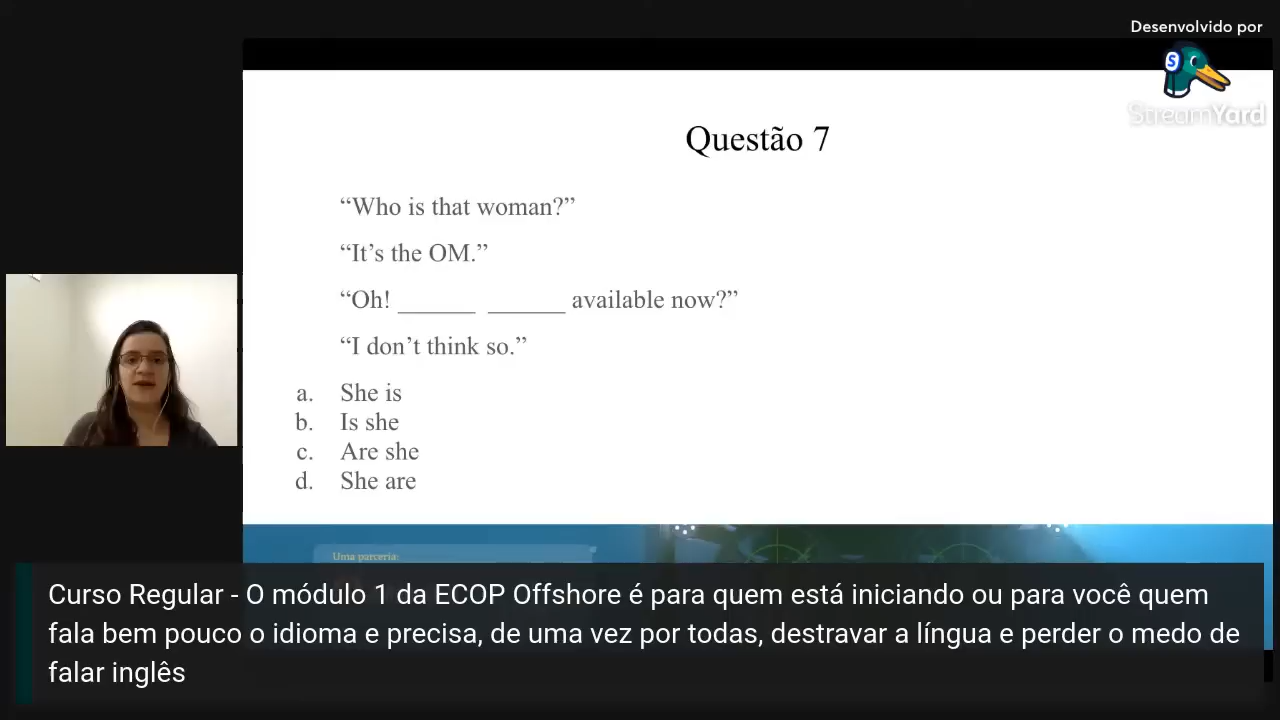 Desenvolvido por
S
StreamYard
Questão 7
“Who is that woman?”
“It’s the OM.”
“Oh! ______ ______ available now?”
“I don’t think so.”
a. She is
b. Is she
c. Are she
d. She are
Uma parceria:
Curso Regular - O módulo 1 da ECOP Offshore é para quem está iniciando ou para você quem
fala bem pouco o idioma e precisa, de uma vez por todas, destravar a língua e perder o medo de
falar inglês